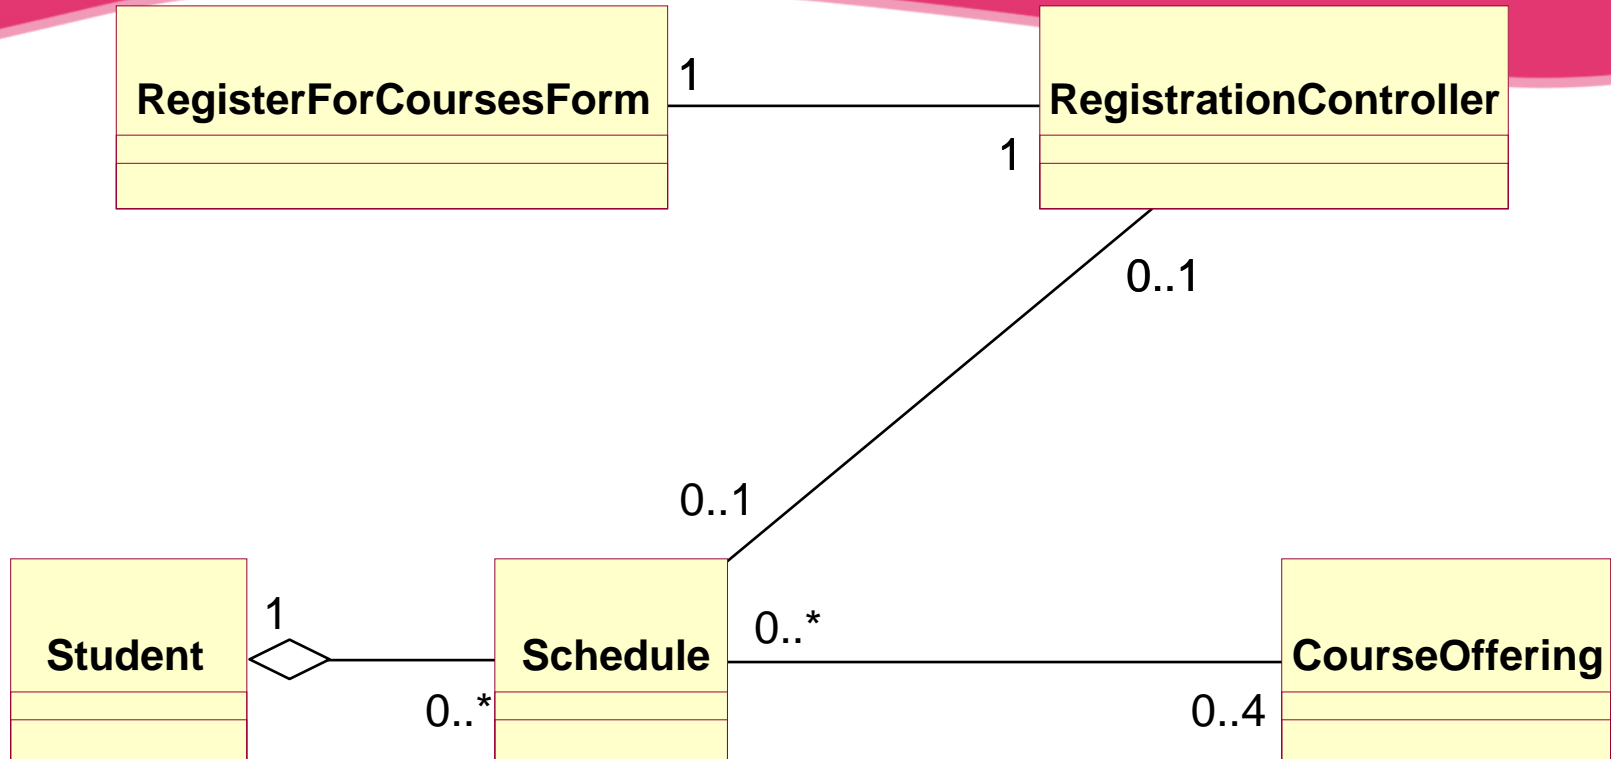 1
RegisterForCoursesForm
RegistrationController
1
0..1
0..1
1
0..*
Student
Schedule
CourseOffering
0..*
0..4